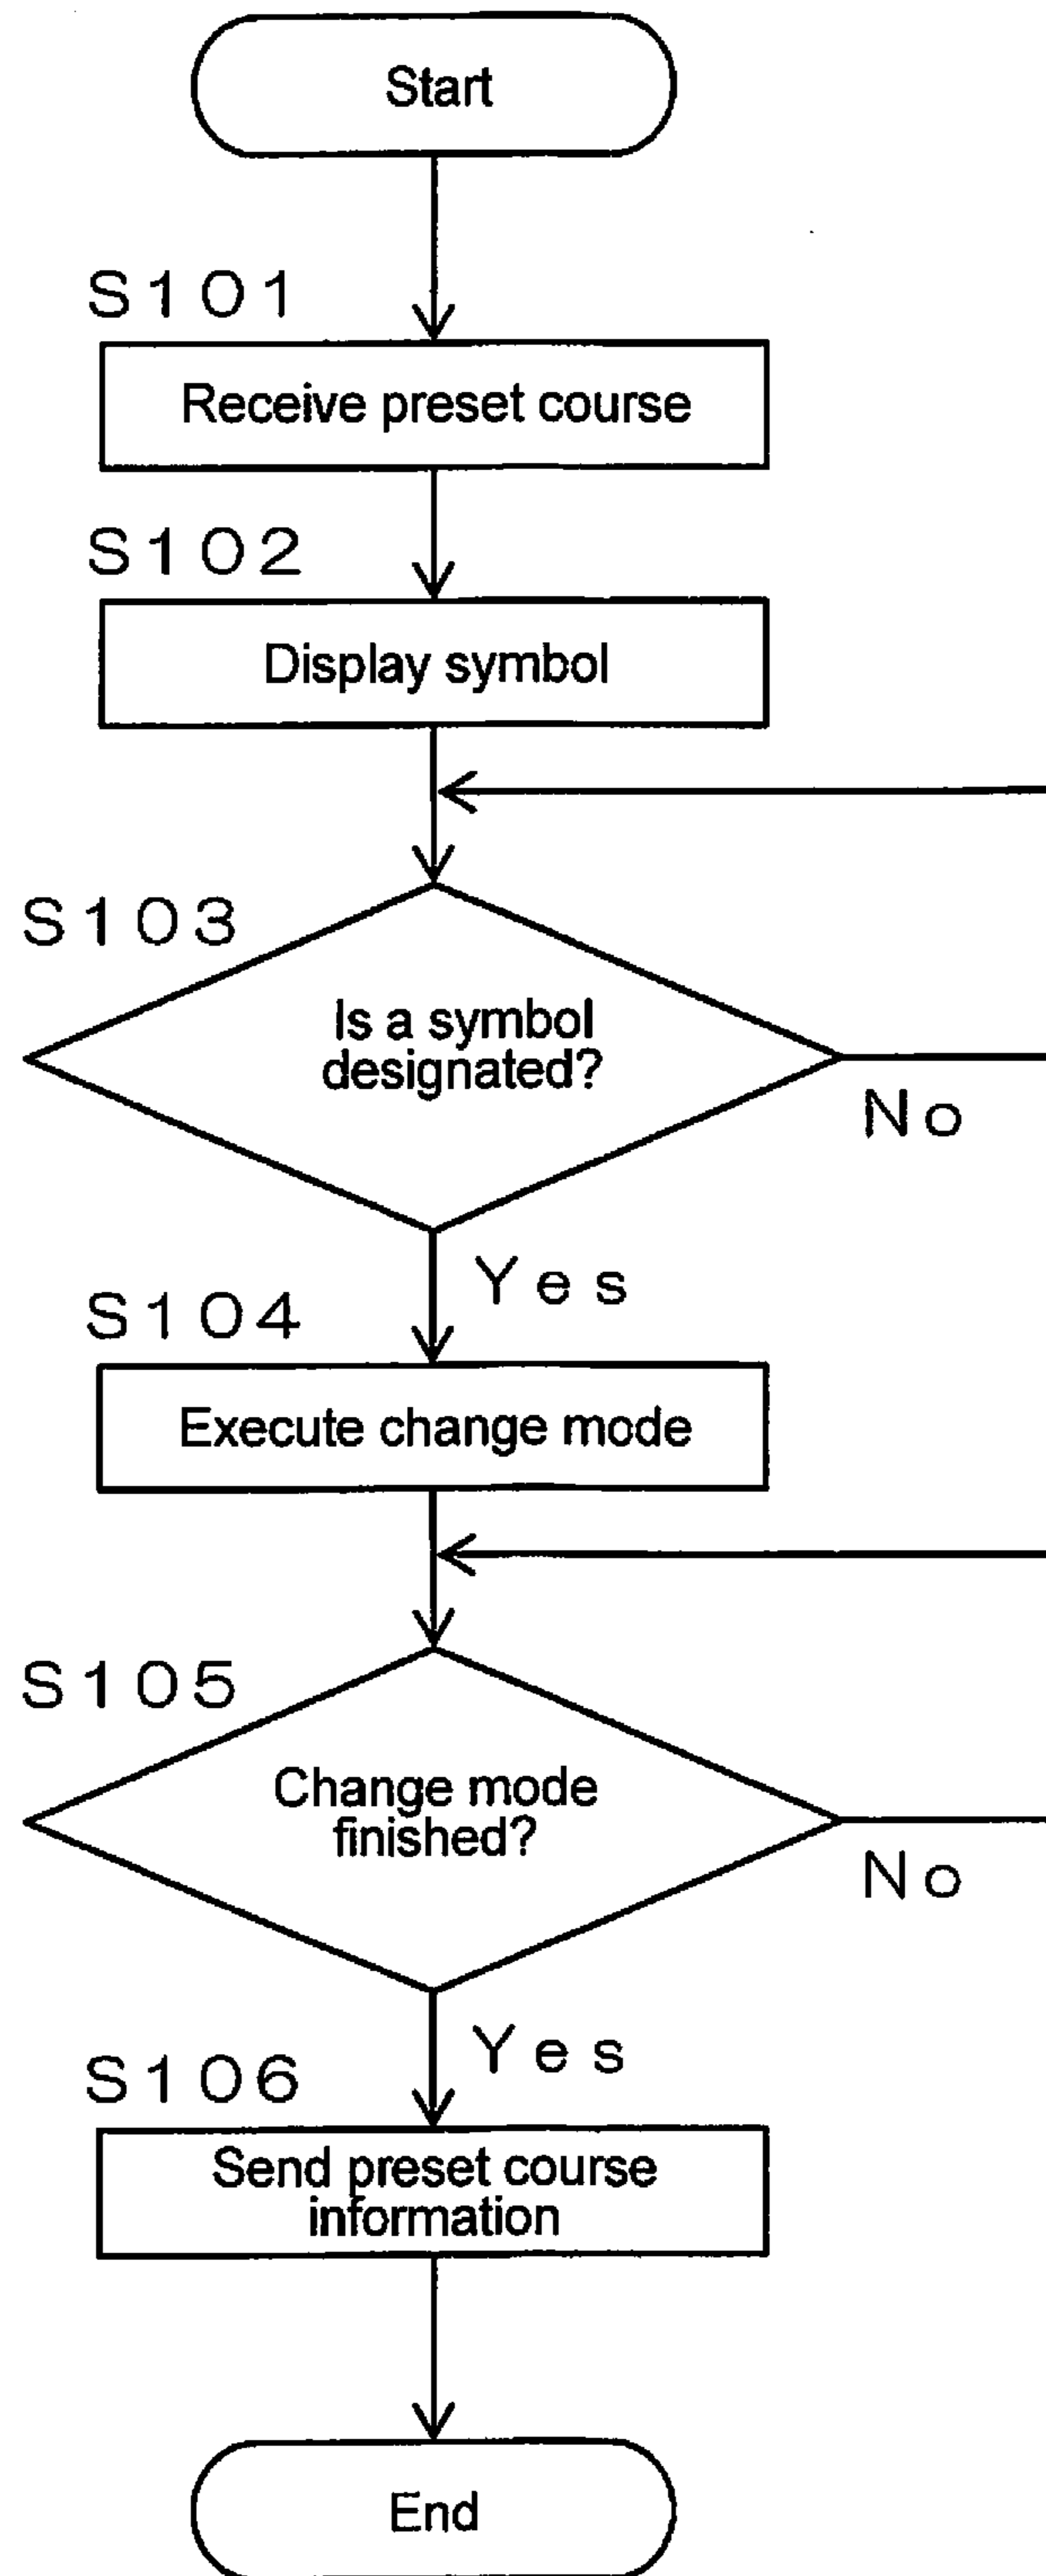 Start
S101
Receive preset course
S102
Display symbol
S103
Is a symbol
designated?
No
Yes
S104
Execute change mode
S105
Change mode
finished?
No
Yes
S106
Send preset course
information
End